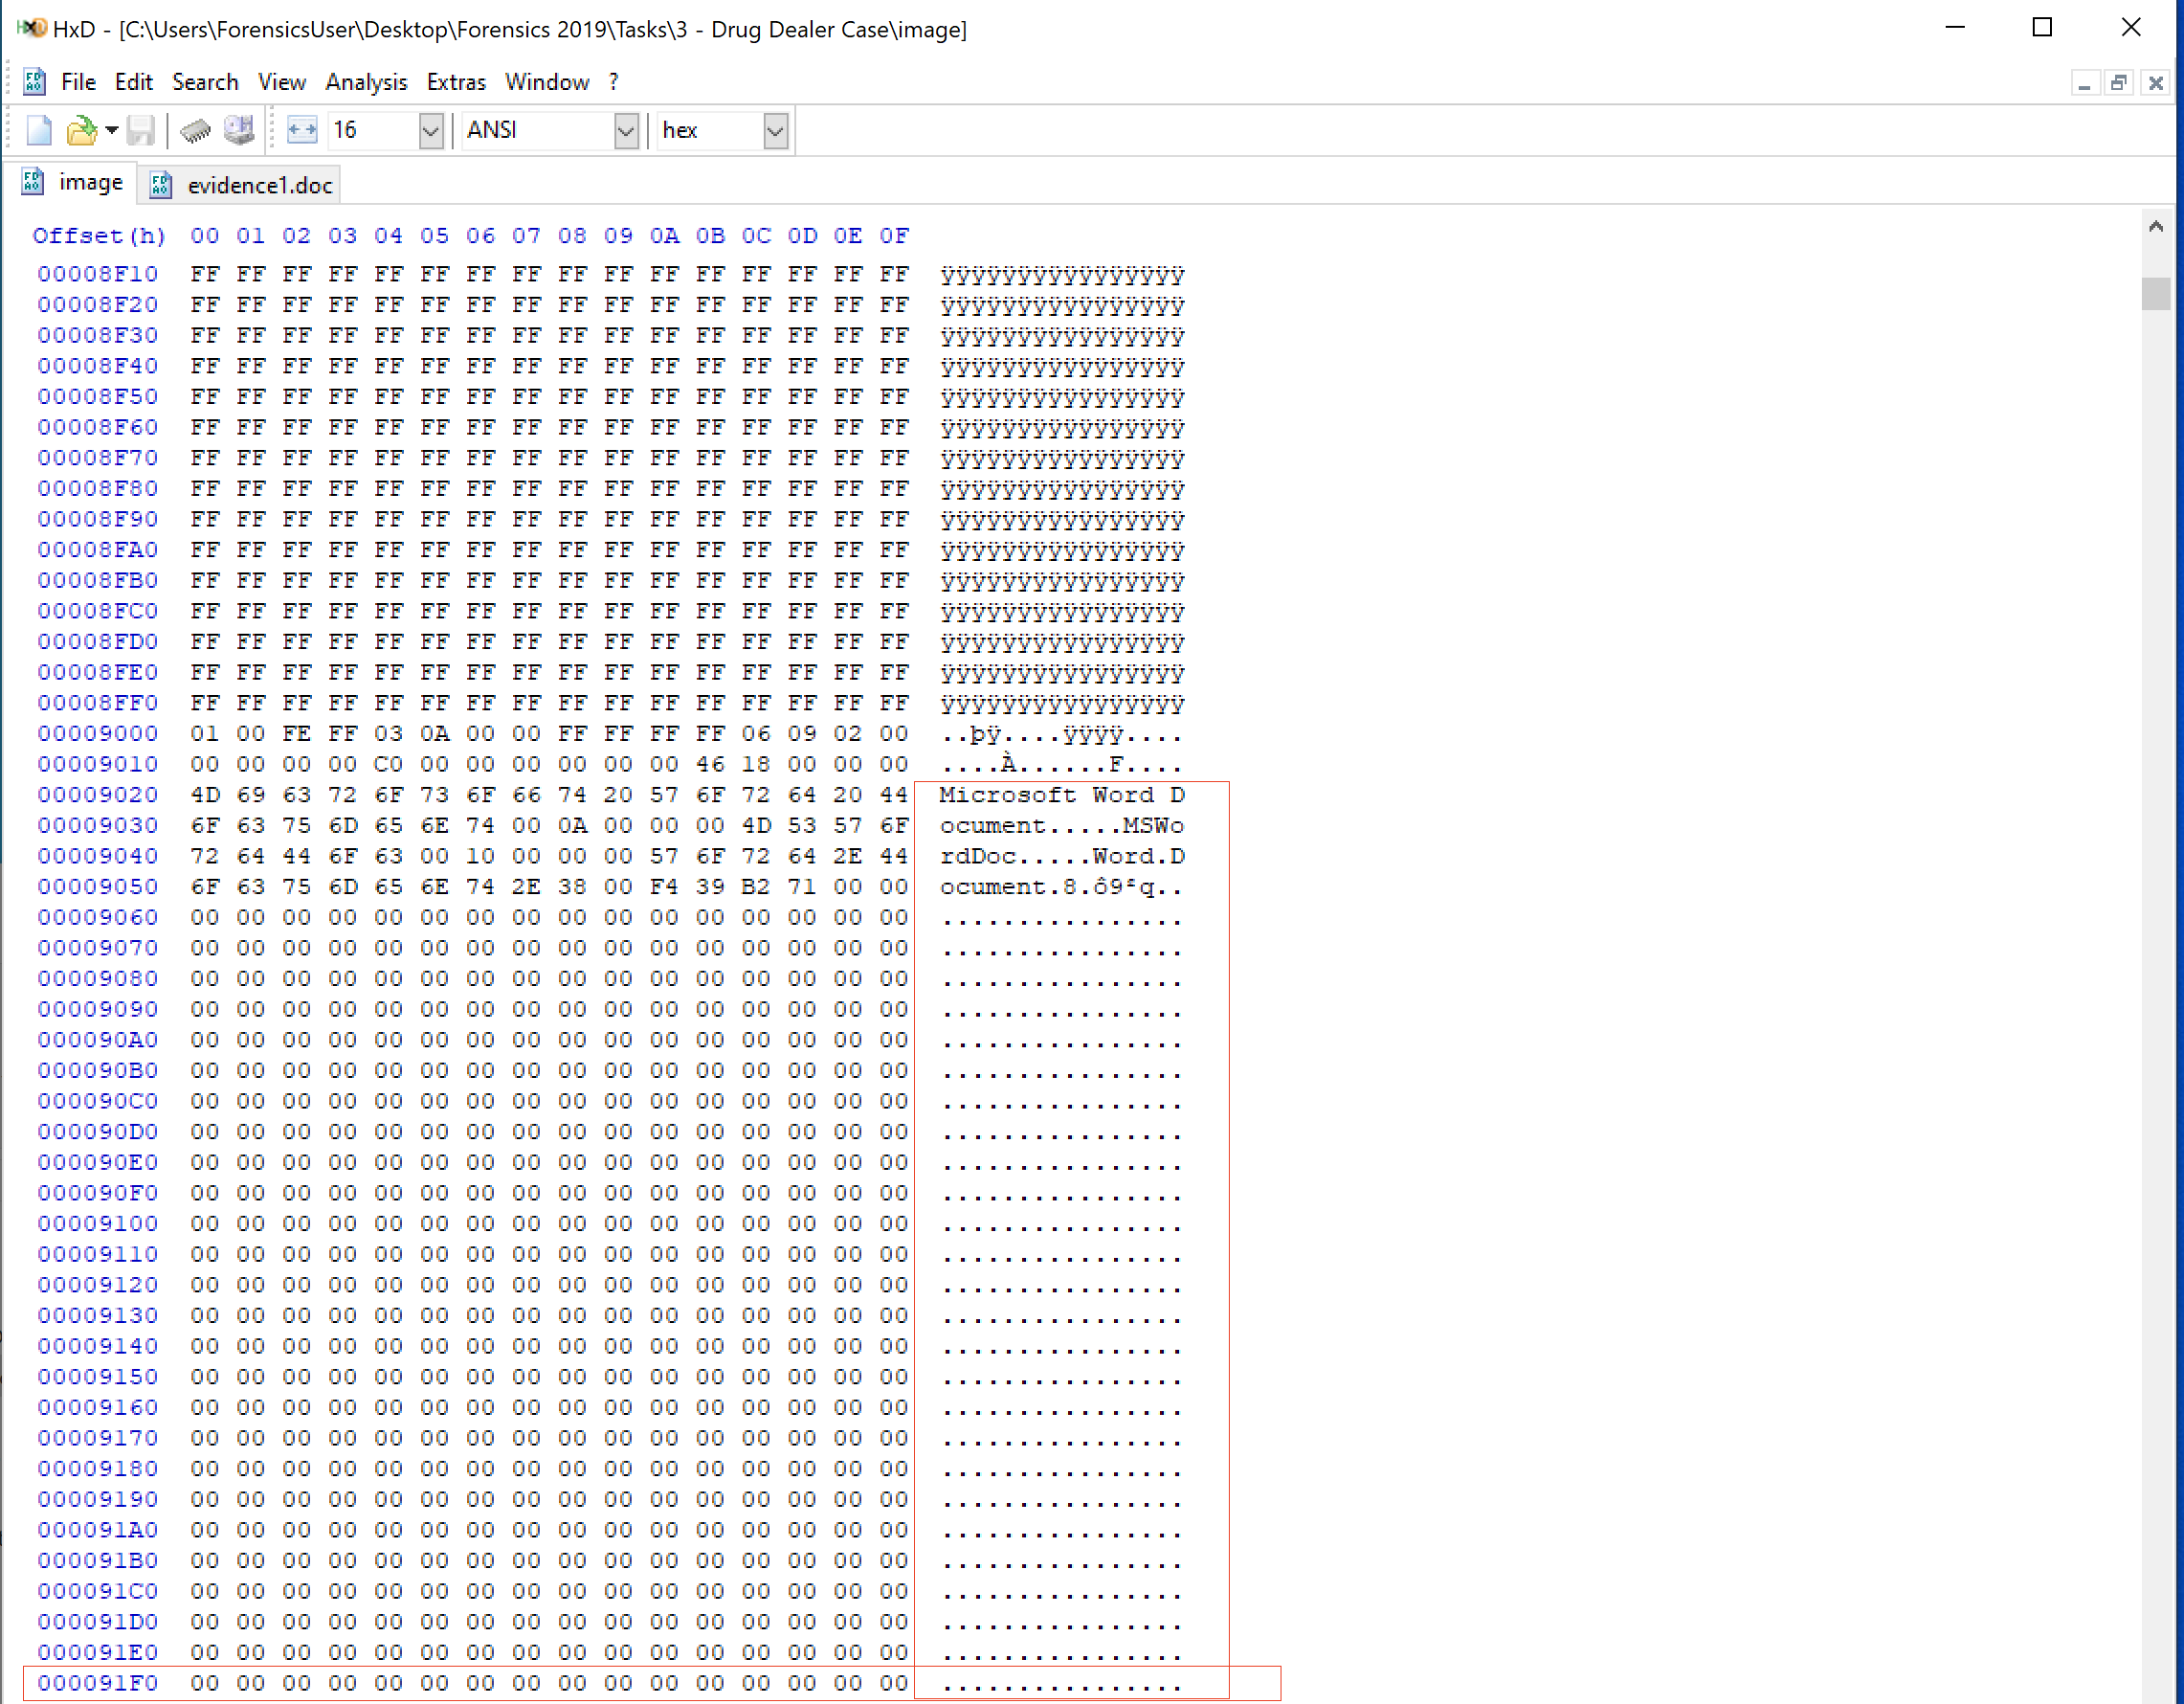 HxD - [C:\Users\ForensicsUser\Desktop\Forensics 2019\Tasks\3 - Drug Dealer Case\image]
File Edit Search View Analysis Extras Window ?
16 ANSI hex
image evidence1.doc
Offset(h) 00 01 02 03 04 05 06 07 08 09 0A 0B 0C 0D 0E 0F
00008F10 FF FF FF FF FF FF FF FF FF FF FF FF FF FF FF FF ÿÿÿÿÿÿÿÿÿÿÿÿÿÿÿÿ
00008F20 FF FF FF FF FF FF FF FF FF FF FF FF FF FF FF FF ÿÿÿÿÿÿÿÿÿÿÿÿÿÿÿÿ
00008F30 FF FF FF FF FF FF FF FF FF FF FF FF FF FF FF FF ÿÿÿÿÿÿÿÿÿÿÿÿÿÿÿÿ
00008F40 FF FF FF FF FF FF FF FF FF FF FF FF FF FF FF FF ÿÿÿÿÿÿÿÿÿÿÿÿÿÿÿÿ
00008F50 FF FF FF FF FF FF FF FF FF FF FF FF FF FF FF FF ÿÿÿÿÿÿÿÿÿÿÿÿÿÿÿÿ
00008F60 FF FF FF FF FF FF FF FF FF FF FF FF FF FF FF FF ÿÿÿÿÿÿÿÿÿÿÿÿÿÿÿÿ
00008F70 FF FF FF FF FF FF FF FF FF FF FF FF FF FF FF FF ÿÿÿÿÿÿÿÿÿÿÿÿÿÿÿÿ
00008F80 FF FF FF FF FF FF FF FF FF FF FF FF FF FF FF FF ÿÿÿÿÿÿÿÿÿÿÿÿÿÿÿÿ
00008F90 FF FF FF FF FF FF FF FF FF FF FF FF FF FF FF FF ÿÿÿÿÿÿÿÿÿÿÿÿÿÿÿÿ
00008FA0 FF FF FF FF FF FF FF FF FF FF FF FF FF FF FF FF ÿÿÿÿÿÿÿÿÿÿÿÿÿÿÿÿ
00008FB0 FF FF FF FF FF FF FF FF FF FF FF FF FF FF FF FF ÿÿÿÿÿÿÿÿÿÿÿÿÿÿÿÿ
00008FC0 FF FF FF FF FF FF FF FF FF FF FF FF FF FF FF FF ÿÿÿÿÿÿÿÿÿÿÿÿÿÿÿÿ
00008FD0 FF FF FF FF FF FF FF FF FF FF FF FF FF FF FF FF ÿÿÿÿÿÿÿÿÿÿÿÿÿÿÿÿ
00008FE0 FF FF FF FF FF FF FF FF FF FF FF FF FF FF FF FF ÿÿÿÿÿÿÿÿÿÿÿÿÿÿÿÿ
00008FF0 FF FF FF FF FF FF FF FF FF FF FF FF FF FF FF FF ÿÿÿÿÿÿÿÿÿÿÿÿÿÿÿÿ
00009000 01 00 FE FF 03 0A 00 00 FF FF FF FF 06 09 02 00 ..þÿ....ÿÿÿÿ....
00009010 00 00 00 00 C0 00 00 00 00 00 00 46 18 00 00 00 ....À......F....
00009020 4D 69 63 72 6F 73 6F 66 74 20 57 6F 72 64 20 44 Microsoft Word D
00009030 6F 63 75 6D 65 6E 74 00 0A 00 00 00 4D 53 57 6F ocument.....MSWo
00009040 72 64 44 6F 63 00 10 00 00 00 57 6F 72 64 2E 44 rdDoc.....Word.D
00009050 6F 63 75 6D 65 6E 74 2E 38 00 F4 39 B2 71 00 00 ocument.8.ô9²q..
00009060 00 00 00 00 00 00 00 00 00 00 00 00 00 00 00 00 ................
00009070 00 00 00 00 00 00 00 00 00 00 00 00 00 00 00 00 ................
00009080 00 00 00 00 00 00 00 00 00 00 00 00 00 00 00 00 ................
00009090 00 00 00 00 00 00 00 00 00 00 00 00 00 00 00 00 ................
000090A0 00 00 00 00 00 00 00 00 00 00 00 00 00 00 00 00 ................
000090B0 00 00 00 00 00 00 00 00 00 00 00 00 00 00 00 00 ................
000090C0 00 00 00 00 00 00 00 00 00 00 00 00 00 00 00 00 ................
000090D0 00 00 00 00 00 00 00 00 00 00 00 00 00 00 00 00 ................
000090E0 00 00 00 00 00 00 00 00 00 00 00 00 00 00 00 00 ................
000090F0 00 00 00 00 00 00 00 00 00 00 00 00 00 00 00 00 ................
00009100 00 00 00 00 00 00 00 00 00 00 00 00 00 00 00 00 ................
00009110 00 00 00 00 00 00 00 00 00 00 00 00 00 00 00 00 ................
00009120 00 00 00 00 00 00 00 00 00 00 00 00 00 00 00 00 ................
00009130 00 00 00 00 00 00 00 00 00 00 00 00 00 00 00 00 ................
00009140 00 00 00 00 00 00 00 00 00 00 00 00 00 00 00 00 ................
00009150 00 00 00 00 00 00 00 00 00 00 00 00 00 00 00 00 ................
00009160 00 00 00 00 00 00 00 00 00 00 00 00 00 00 00 00 ................
00009170 00 00 00 00 00 00 00 00 00 00 00 00 00 00 00 00 ................
00009180 00 00 00 00 00 00 00 00 00 00 00 00 00 00 00 00 ................
00009190 00 00 00 00 00 00 00 00 00 00 00 00 00 00 00 00 ................
000091A0 00 00 00 00 00 00 00 00 00 00 00 00 00 00 00 00 ................
000091B0 00 00 00 00 00 00 00 00 00 00 00 00 00 00 00 00 ................
000091C0 00 00 00 00 00 00 00 00 00 00 00 00 00 00 00 00 ................
000091D0 00 00 00 00 00 00 00 00 00 00 00 00 00 00 00 00 ................
000091E0 00 00 00 00 00 00 00 00 00 00 00 00 00 00 00 00 ................
000091F0 00 00 00 00 00 00 00 00 00 00 00 00 00 00 00 00 ................